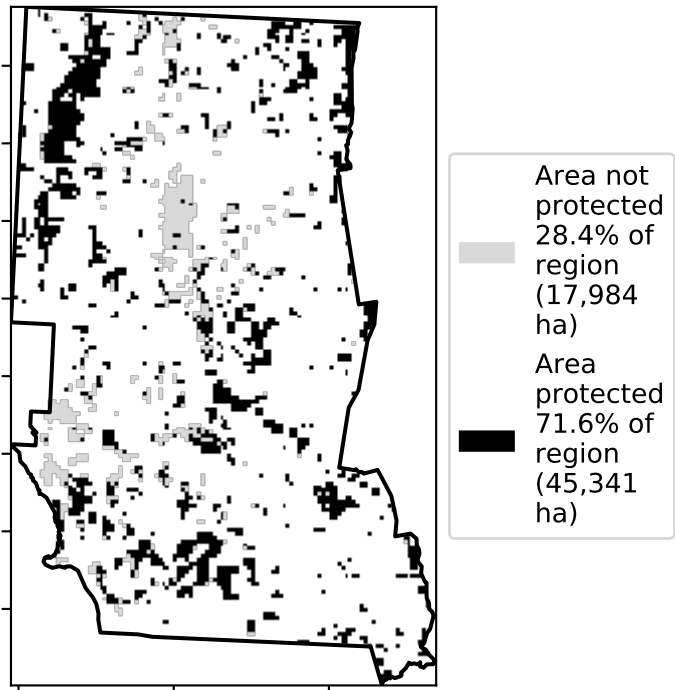 Area not
protected
28.4% of
region
(17,984
ha)
Area
protected
71.6% of
region
(45,341
ha)